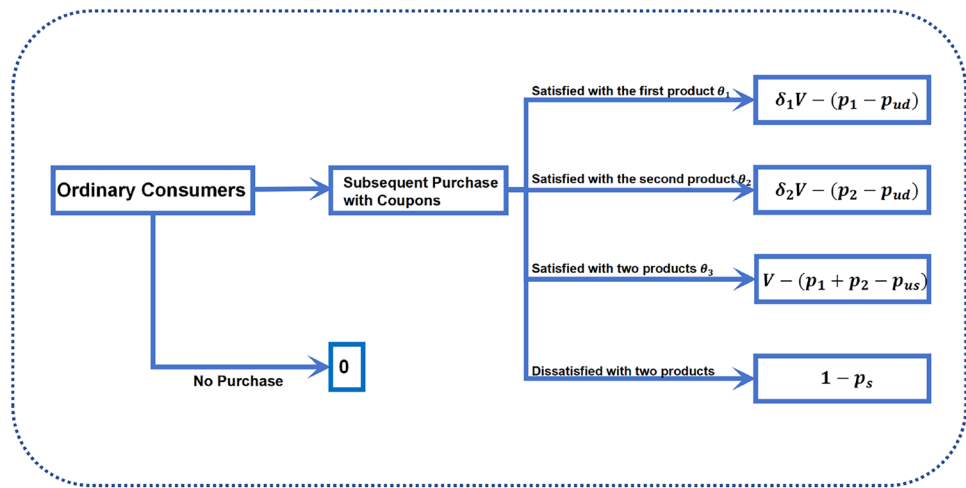 Satisfied with the first product θ₁
δ₁V − (p₁ − pᵤd)
Ordinary Consumers
Subsequent Purchase
with Coupons
Satisfied with the second product θ₂
δ₂V − (p₂ − pᵤd)
Satisfied with two products θ₃
V − (p₁ + p₂ − pᵤₛ)
No Purchase
0
Dissatisfied with two products
1 − pₛ